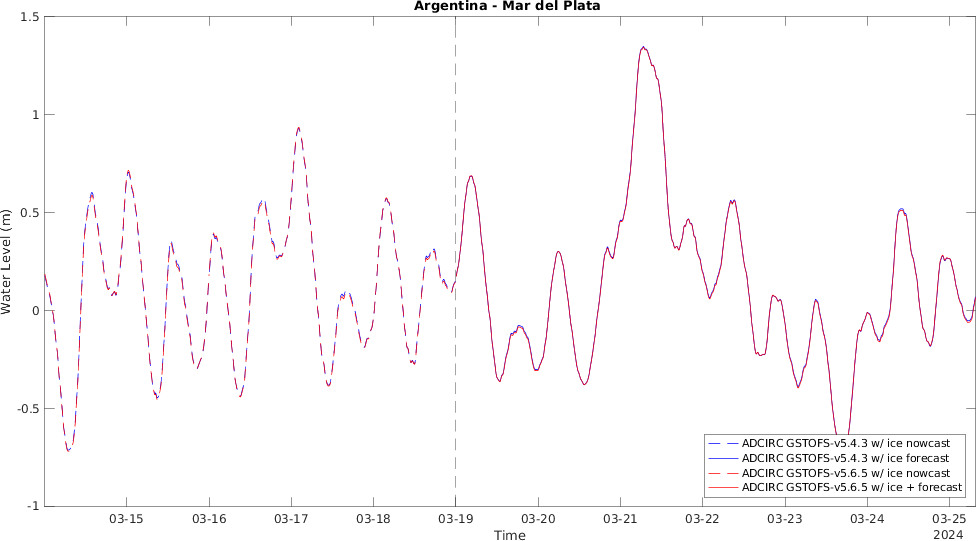 Argentina - Mar del Plata
1.5
1
0.5
0
-0.5
-1
Water Level (m)
03-15 03-16 03-17 03-18 03-19 03-20 03-21 03-22 03-23 03-24 03-25
Time
2024
ADCIRC GSTOFS-v5.4.3 w/ ice nowcast
ADCIRC GSTOFS-v5.4.3 w/ ice forecast
ADCIRC GSTOFS-v5.6.5 w/ ice nowcast
ADCIRC GSTOFS-v5.6.5 w/ ice + forecast